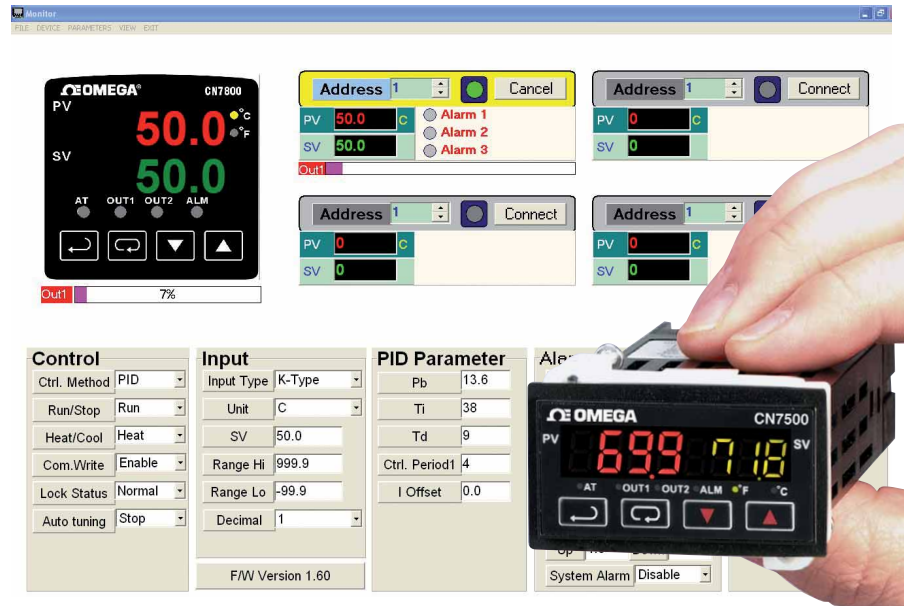 Monitor
FILE DEVICE PARAMETERS VIEW EXIT
OMEGA® CN7800
PV
50.0 °C
°F
SV
50.0
AT OUT1 OUT2 ALM
Out1 7%
Address 1 Cancel
PV 50.0 C Alarm 1
Alarm 2
SV 50.0
Alarm 3
Out1
Address 1 Connect
PV 0 C
SV 0
Address 1 Connect
PV 0 C
SV 0
Address 1
PV 0 C
SV 0
Control
Ctrl. Method PID
Run/Stop Run
Heat/Cool Heat
Com.Write Enable
Lock Status Normal
Auto tuning Stop
Input
Input Type K-Type
Unit C
SV 50.0
Range Hi 999.9
Range Lo -99.9
Decimal 1
F/W Version 1.60
PID Parameter
Pb 13.6
Ti 38
Td 9
Ctrl. Period1 4
I Offset 0.0
System Alarm Disable
OMEGA CN7500
PV 69.9 71.8 SV
AT OUT1 OUT2 ALM °F °C